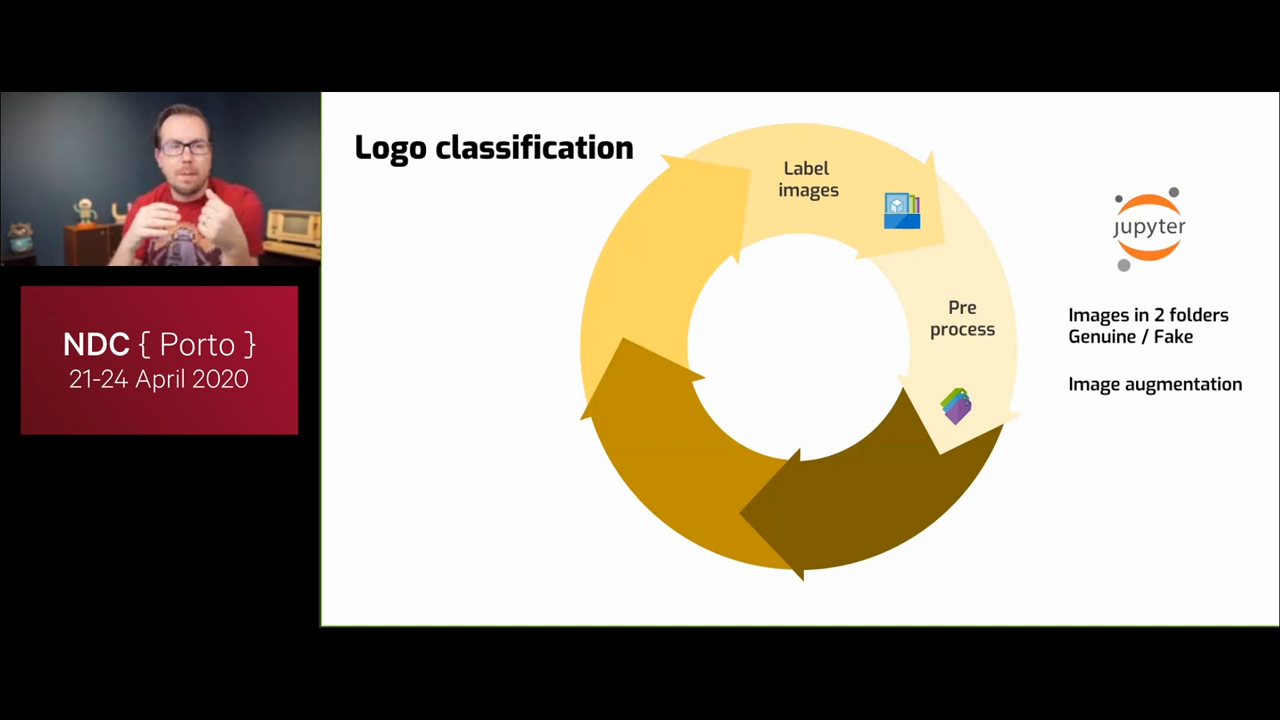 Logo classification
Label
images
Pre
process
jupyter
Images in 2 folders
Genuine / Fake
Image augmentation
NDC { Porto }
21-24 April 2020